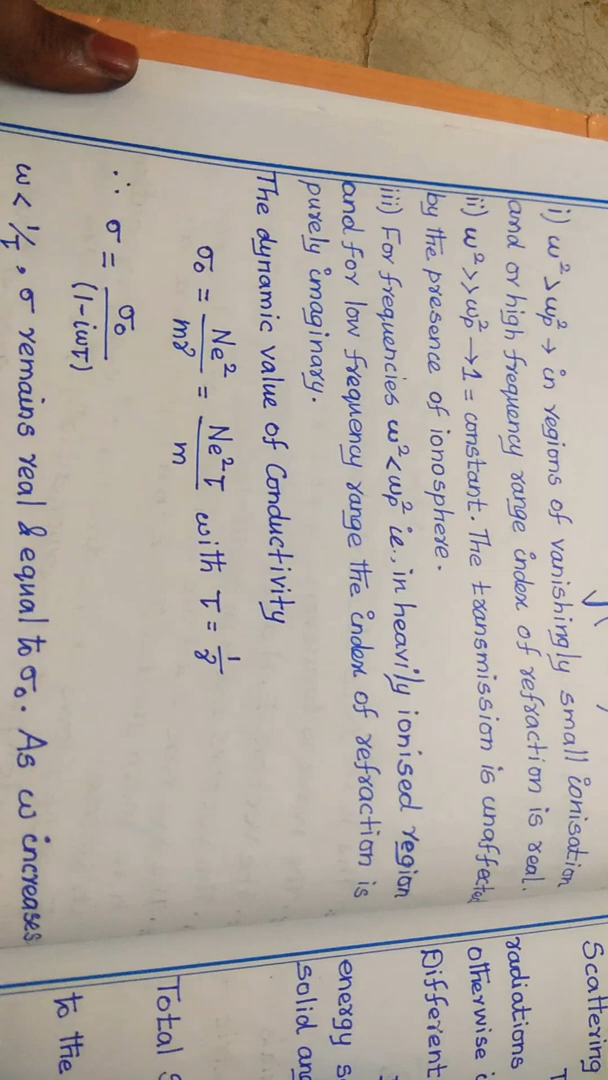 i) ω² > ωp² → in regions of vanishingly small ionisation
and or high frequency range index of refraction is real.
ii) ω² >> ωp² → 1 = constant. The transmission is unaffected
by the presence of ionosphere.
iii) For frequencies ω² < ωp² ie., in heavily ionised region
and for low frequency range the index of refraction is
purely imaginary.
The dynamic value of Conductivity
σ₀ = Ne²/mγ = Ne²τ/m with τ = 1/γ
∴ σ = σ₀/(1-iωτ)
ω < 1/τ, σ remains real & equal to σ₀. As ω increases
Scattering
radiations
otherwise
Different
energy
solid
Total
to the